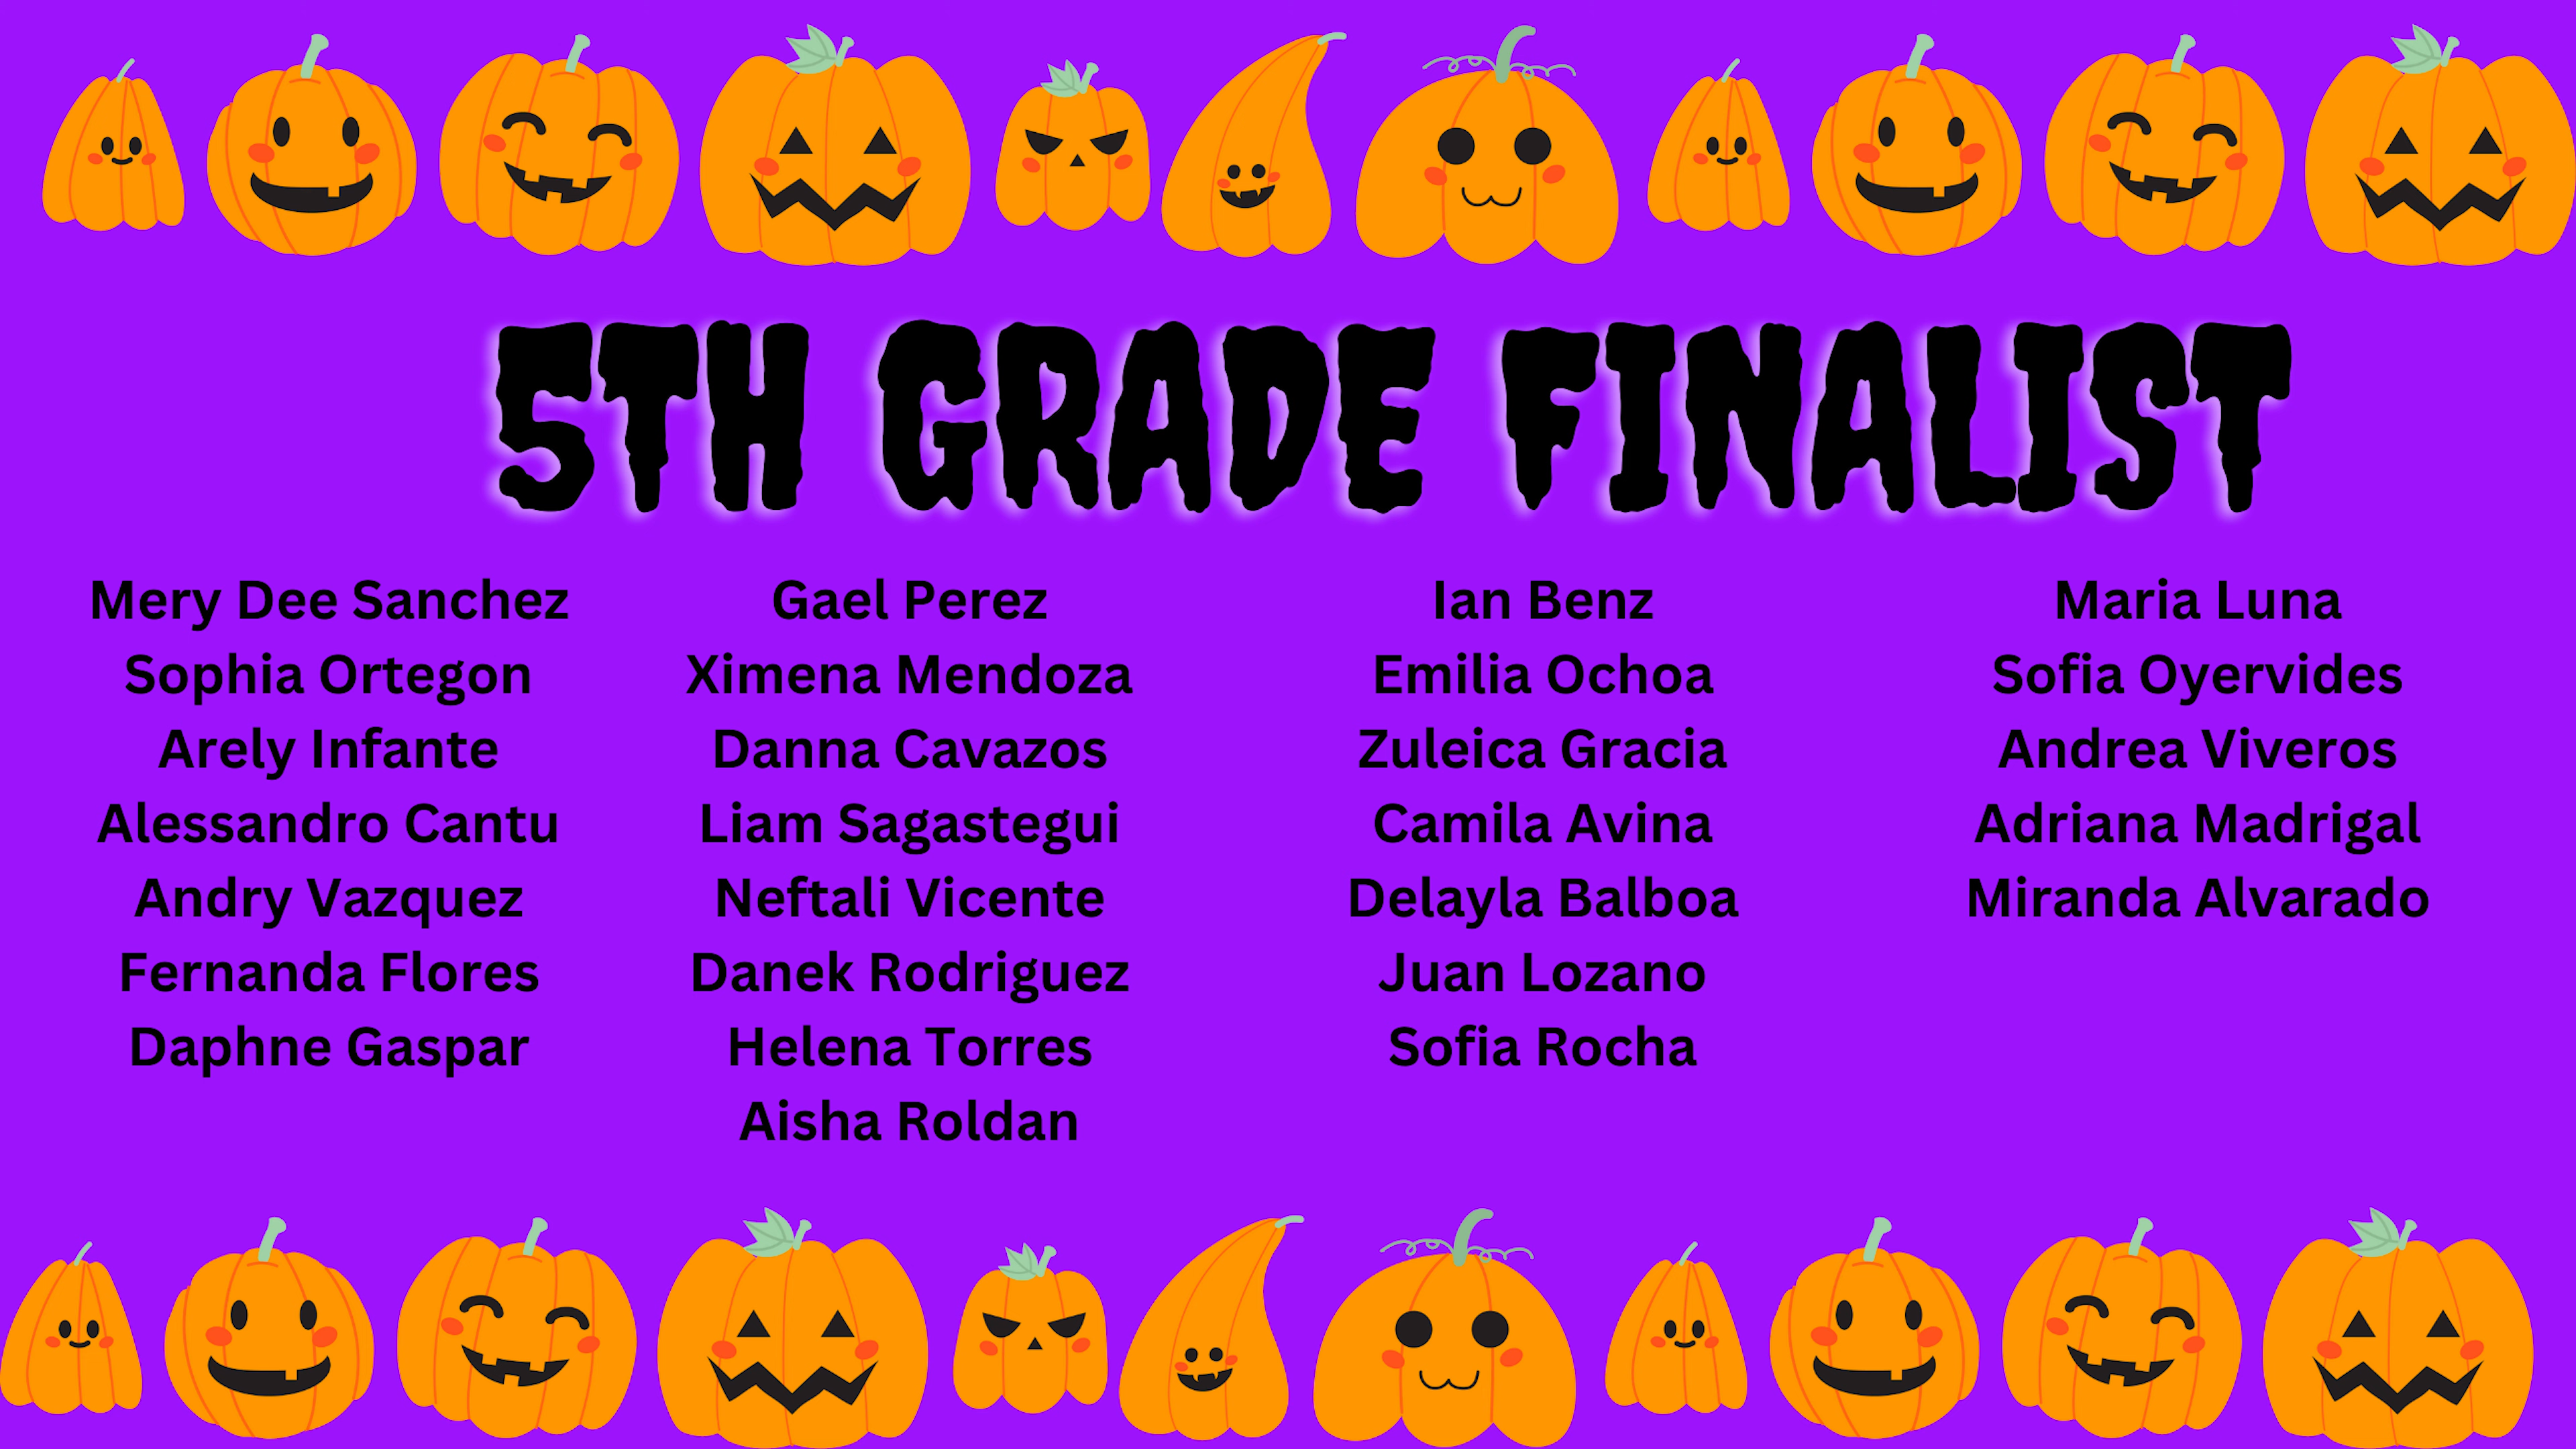 5TH GRADE FINALIST
Mery Dee Sanchez
Sophia Ortegon
Arely Infante
Alessandro Cantu
Andry Vazquez
Fernanda Flores
Daphne Gaspar
Gael Perez
Ximena Mendoza
Danna Cavazos
Liam Sagastegui
Neftali Vicente
Danek Rodriguez
Helena Torres
Aisha Roldan
Ian Benz
Emilia Ochoa
Zuleica Gracia
Camila Avina
Delayla Balboa
Juan Lozano
Sofia Rocha
Maria Luna
Sofia Oyervides
Andrea Viveros
Adriana Madrigal
Miranda Alvarado